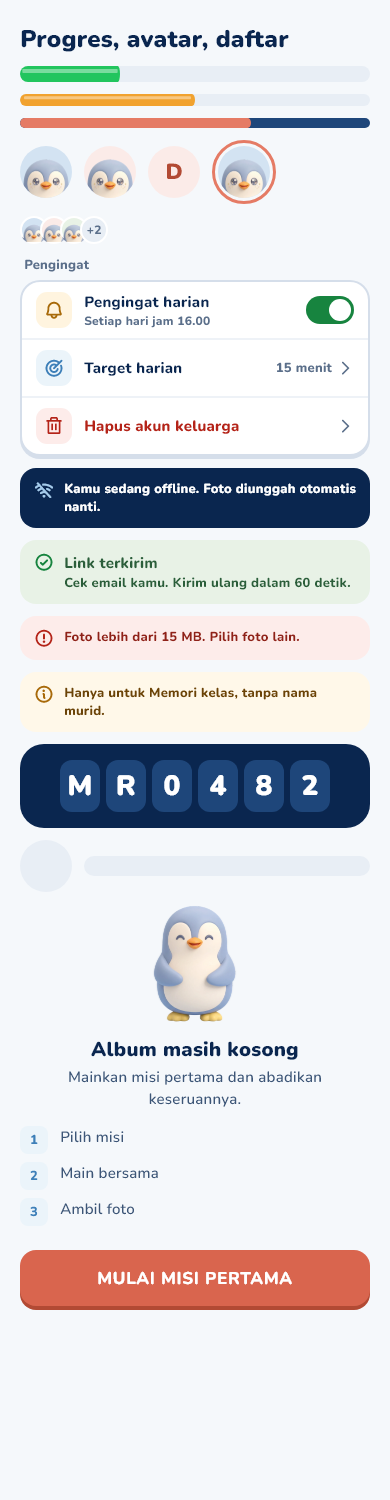 Progres, avatar, daftar
D
+2
Pengingat
Pengingat harian
Setiap hari jam 16.00
Target harian
15 menit
Hapus akun keluarga
Kamu sedang offline. Foto diunggah otomatis
nanti.
Link terkirim
Cek email kamu. Kirim ulang dalam 60 detik.
Foto lebih dari 15 MB. Pilih foto lain.
Hanya untuk Memori kelas, tanpa nama
murid.
M R 0 4 8 2
Album masih kosong
Mainkan misi pertama dan abadikan
keseruannya.
1 Pilih misi
2 Main bersama
3 Ambil foto
MULAI MISI PERTAMA